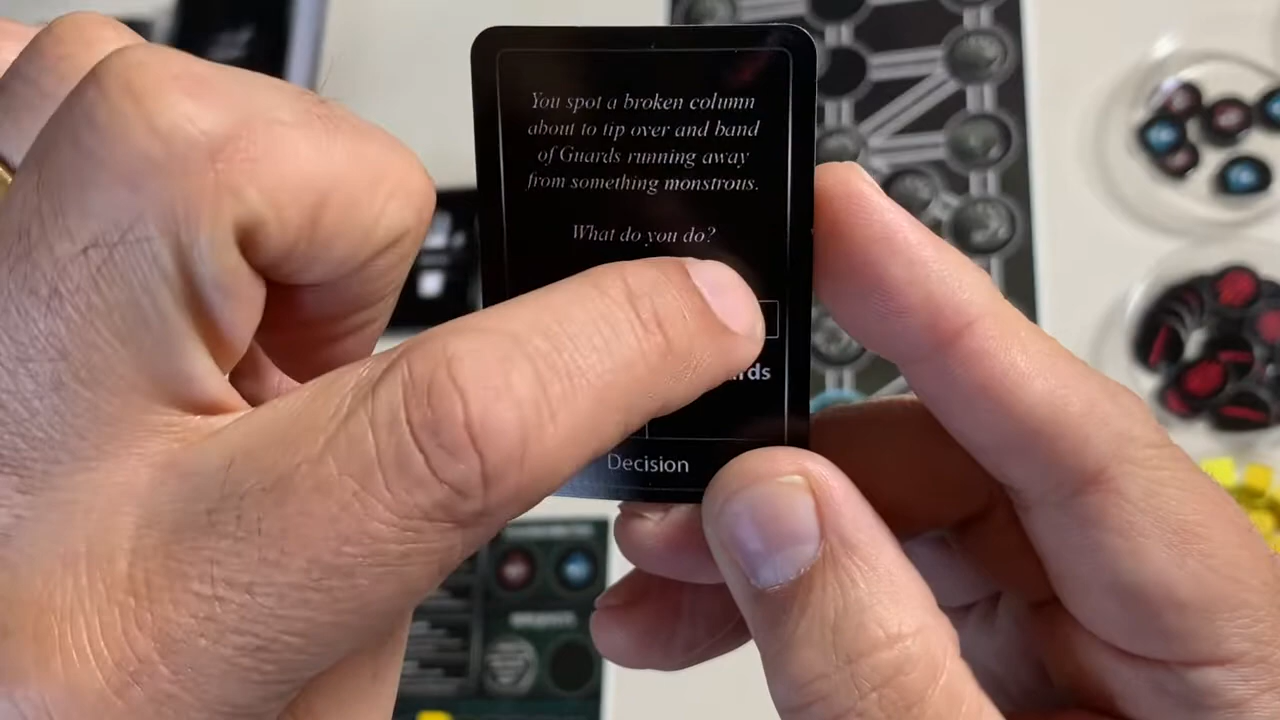 You spot a broken column
about to tip over and band
of Guards running away
from something monstrous.
What do you do?
Decision